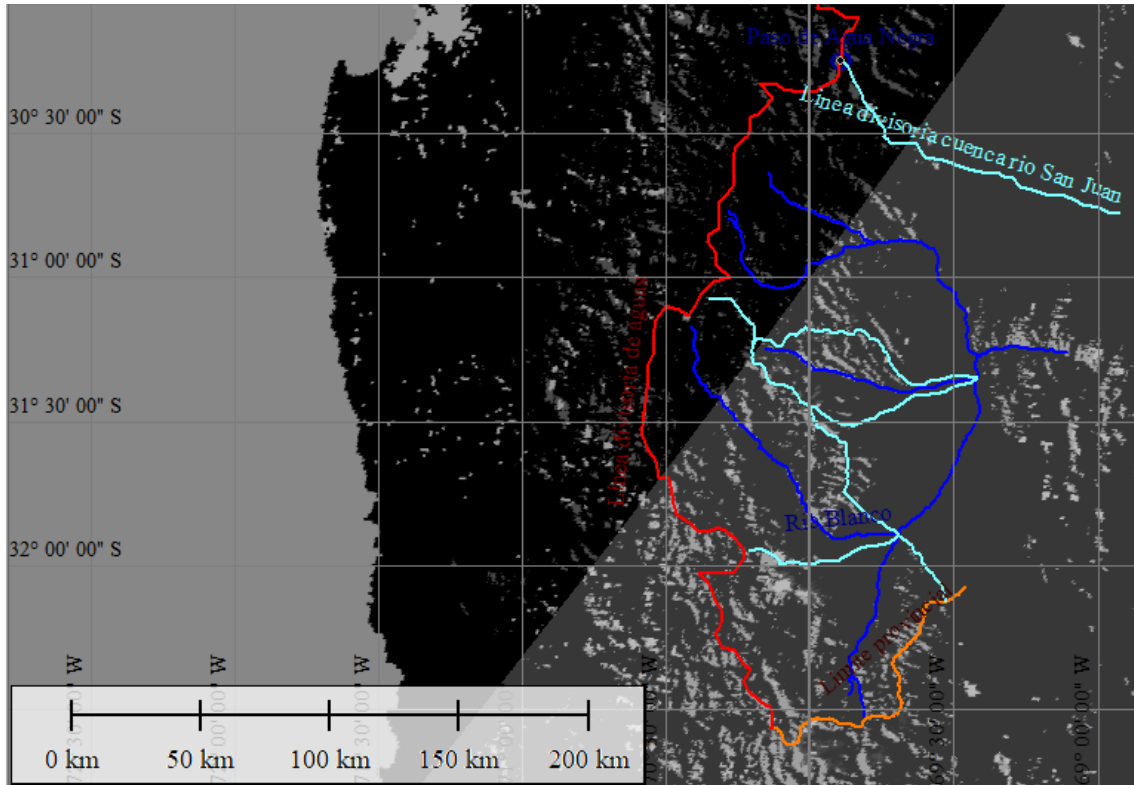 Paso de Agua Negra
Línea divisoria cuenca rio San Juan
30° 30' 00" S
31° 00' 00" S
Línea divisoria de aguas
31° 30' 00" S
Río Blanco
32° 00' 00" S
Límite provincial
69° 30' 00" W
69° 00" W
0 km
50 km
100 km
150 km
200 km